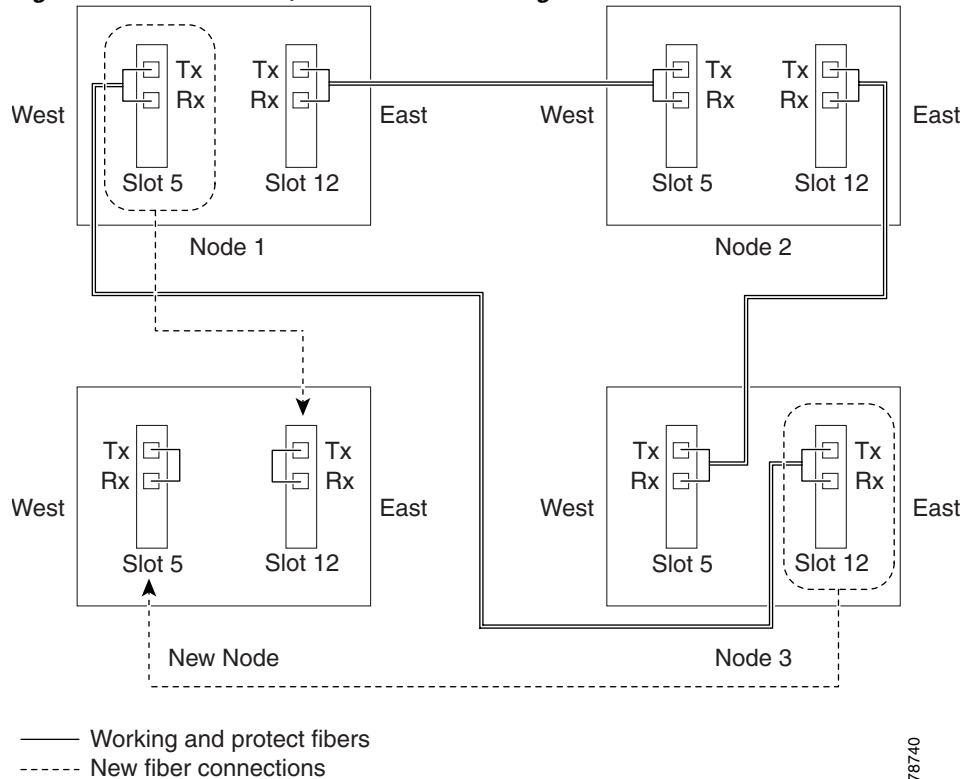 Tx
Rx
Tx
Rx
Tx
Rx
Tx
Rx
West
East
West
East
Slot 5
Slot 12
Slot 5
Slot 12
Node 1
Node 2
Tx
Rx
Tx
Rx
Tx
Rx
Tx
Rx
West
East
West
East
Slot 5
Slot 12
Slot 5
Slot 12
New Node
Node 3
Working and protect fibers
New fiber connections
78740